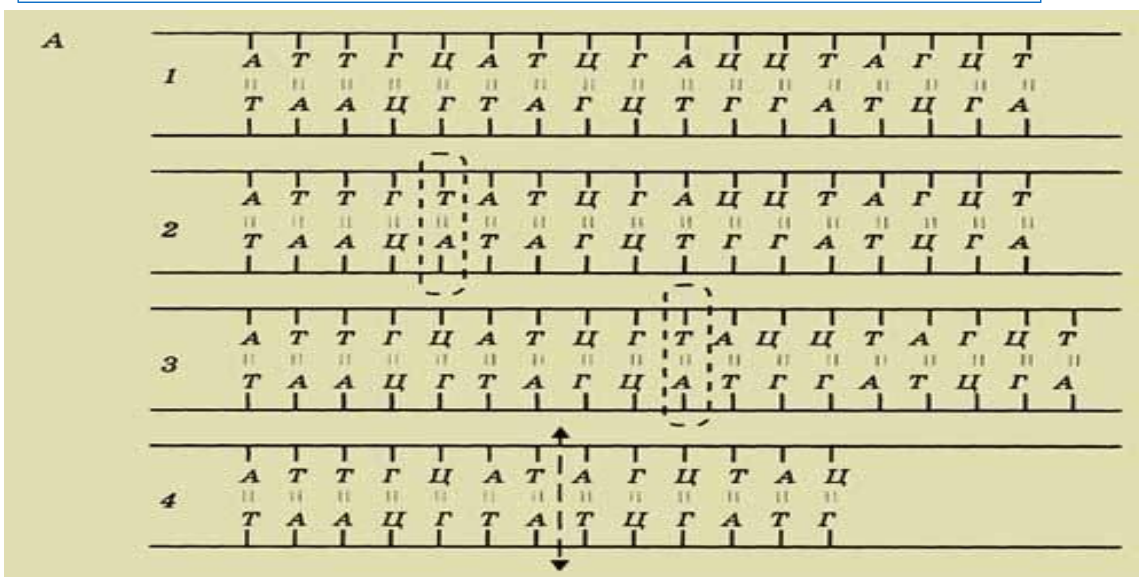 А
1
А Т Т Г Ц А Т Ц Г А Ц Ц Т А Г Ц Т
Т А А Ц Г Т А Г Ц Т Г Г А Т Ц Г А
2
А Т Т Г Т А Т Ц Г А Ц Ц Т А Г Ц Т
Т А А Ц А Т А Г Ц Т Г Г А Т Ц Г А
3
А Т Т Г Ц А Т Ц Г Т А Ц Ц Т А Г Ц Т
Т А А Ц Г Т А Г Ц А Т Г Г А Т Ц Г А
4
А Т Т Г Ц А Т А Г Ц Т А Ц
Т А А Ц Г Т А Т Ц Г А Т Г